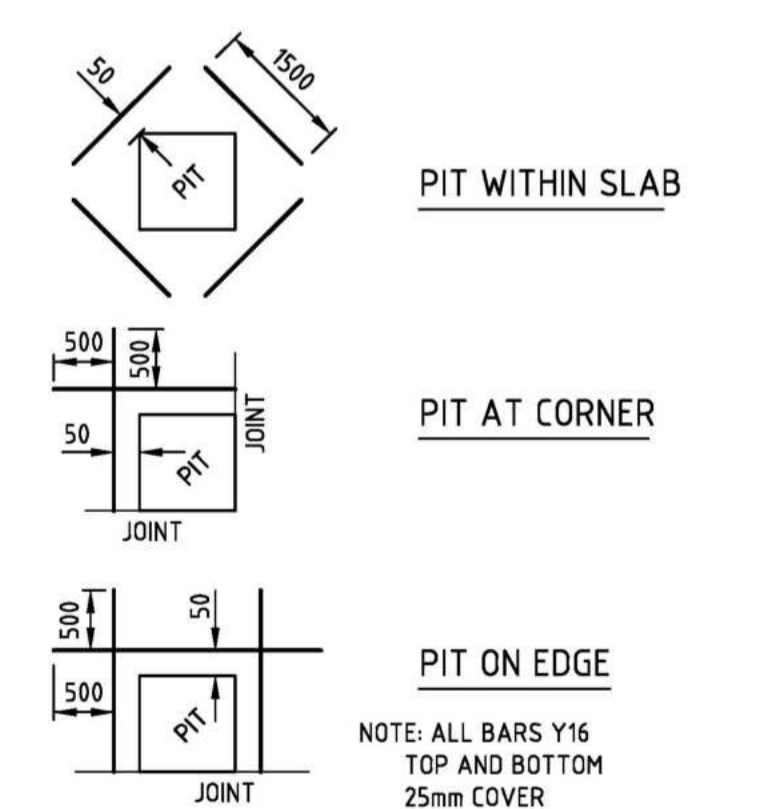 50
1500
PIT
PIT WITHIN SLAB
500
500
50
PIT
JOINT
JOINT
PIT AT CORNER
500
50
500
PIT
JOINT
PIT ON EDGE
NOTE: ALL BARS Y16
TOP AND BOTTOM
25mm COVER